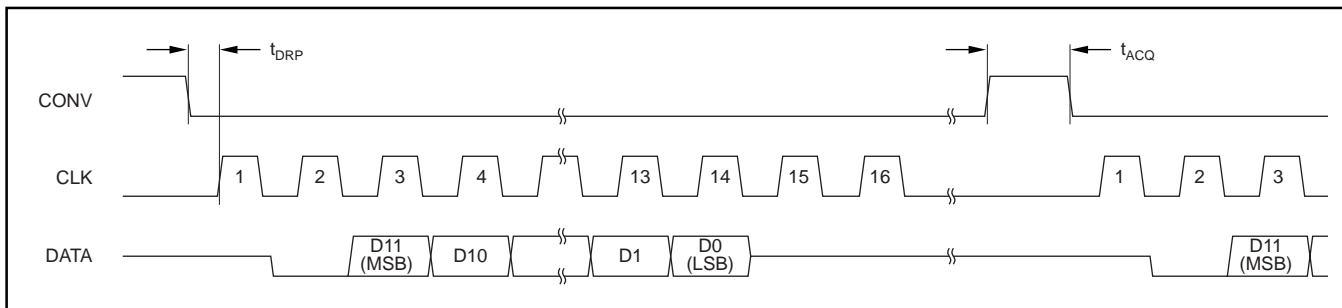 tDRP
tACQ
CONV
CLK 1 2 3 4 13 14 15 16 1 2 3
DATA D11 (MSB) D10 D1 D0 (LSB) D11 (MSB)